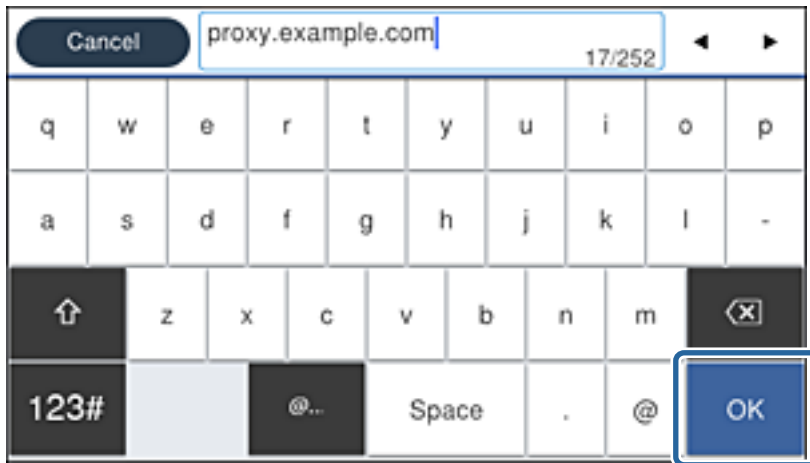 Cancel proxy.example.com
17/252
q w e r t y u i o p
a s d f g h j k l -
z x c v b n m
123# @... Space . @ OK